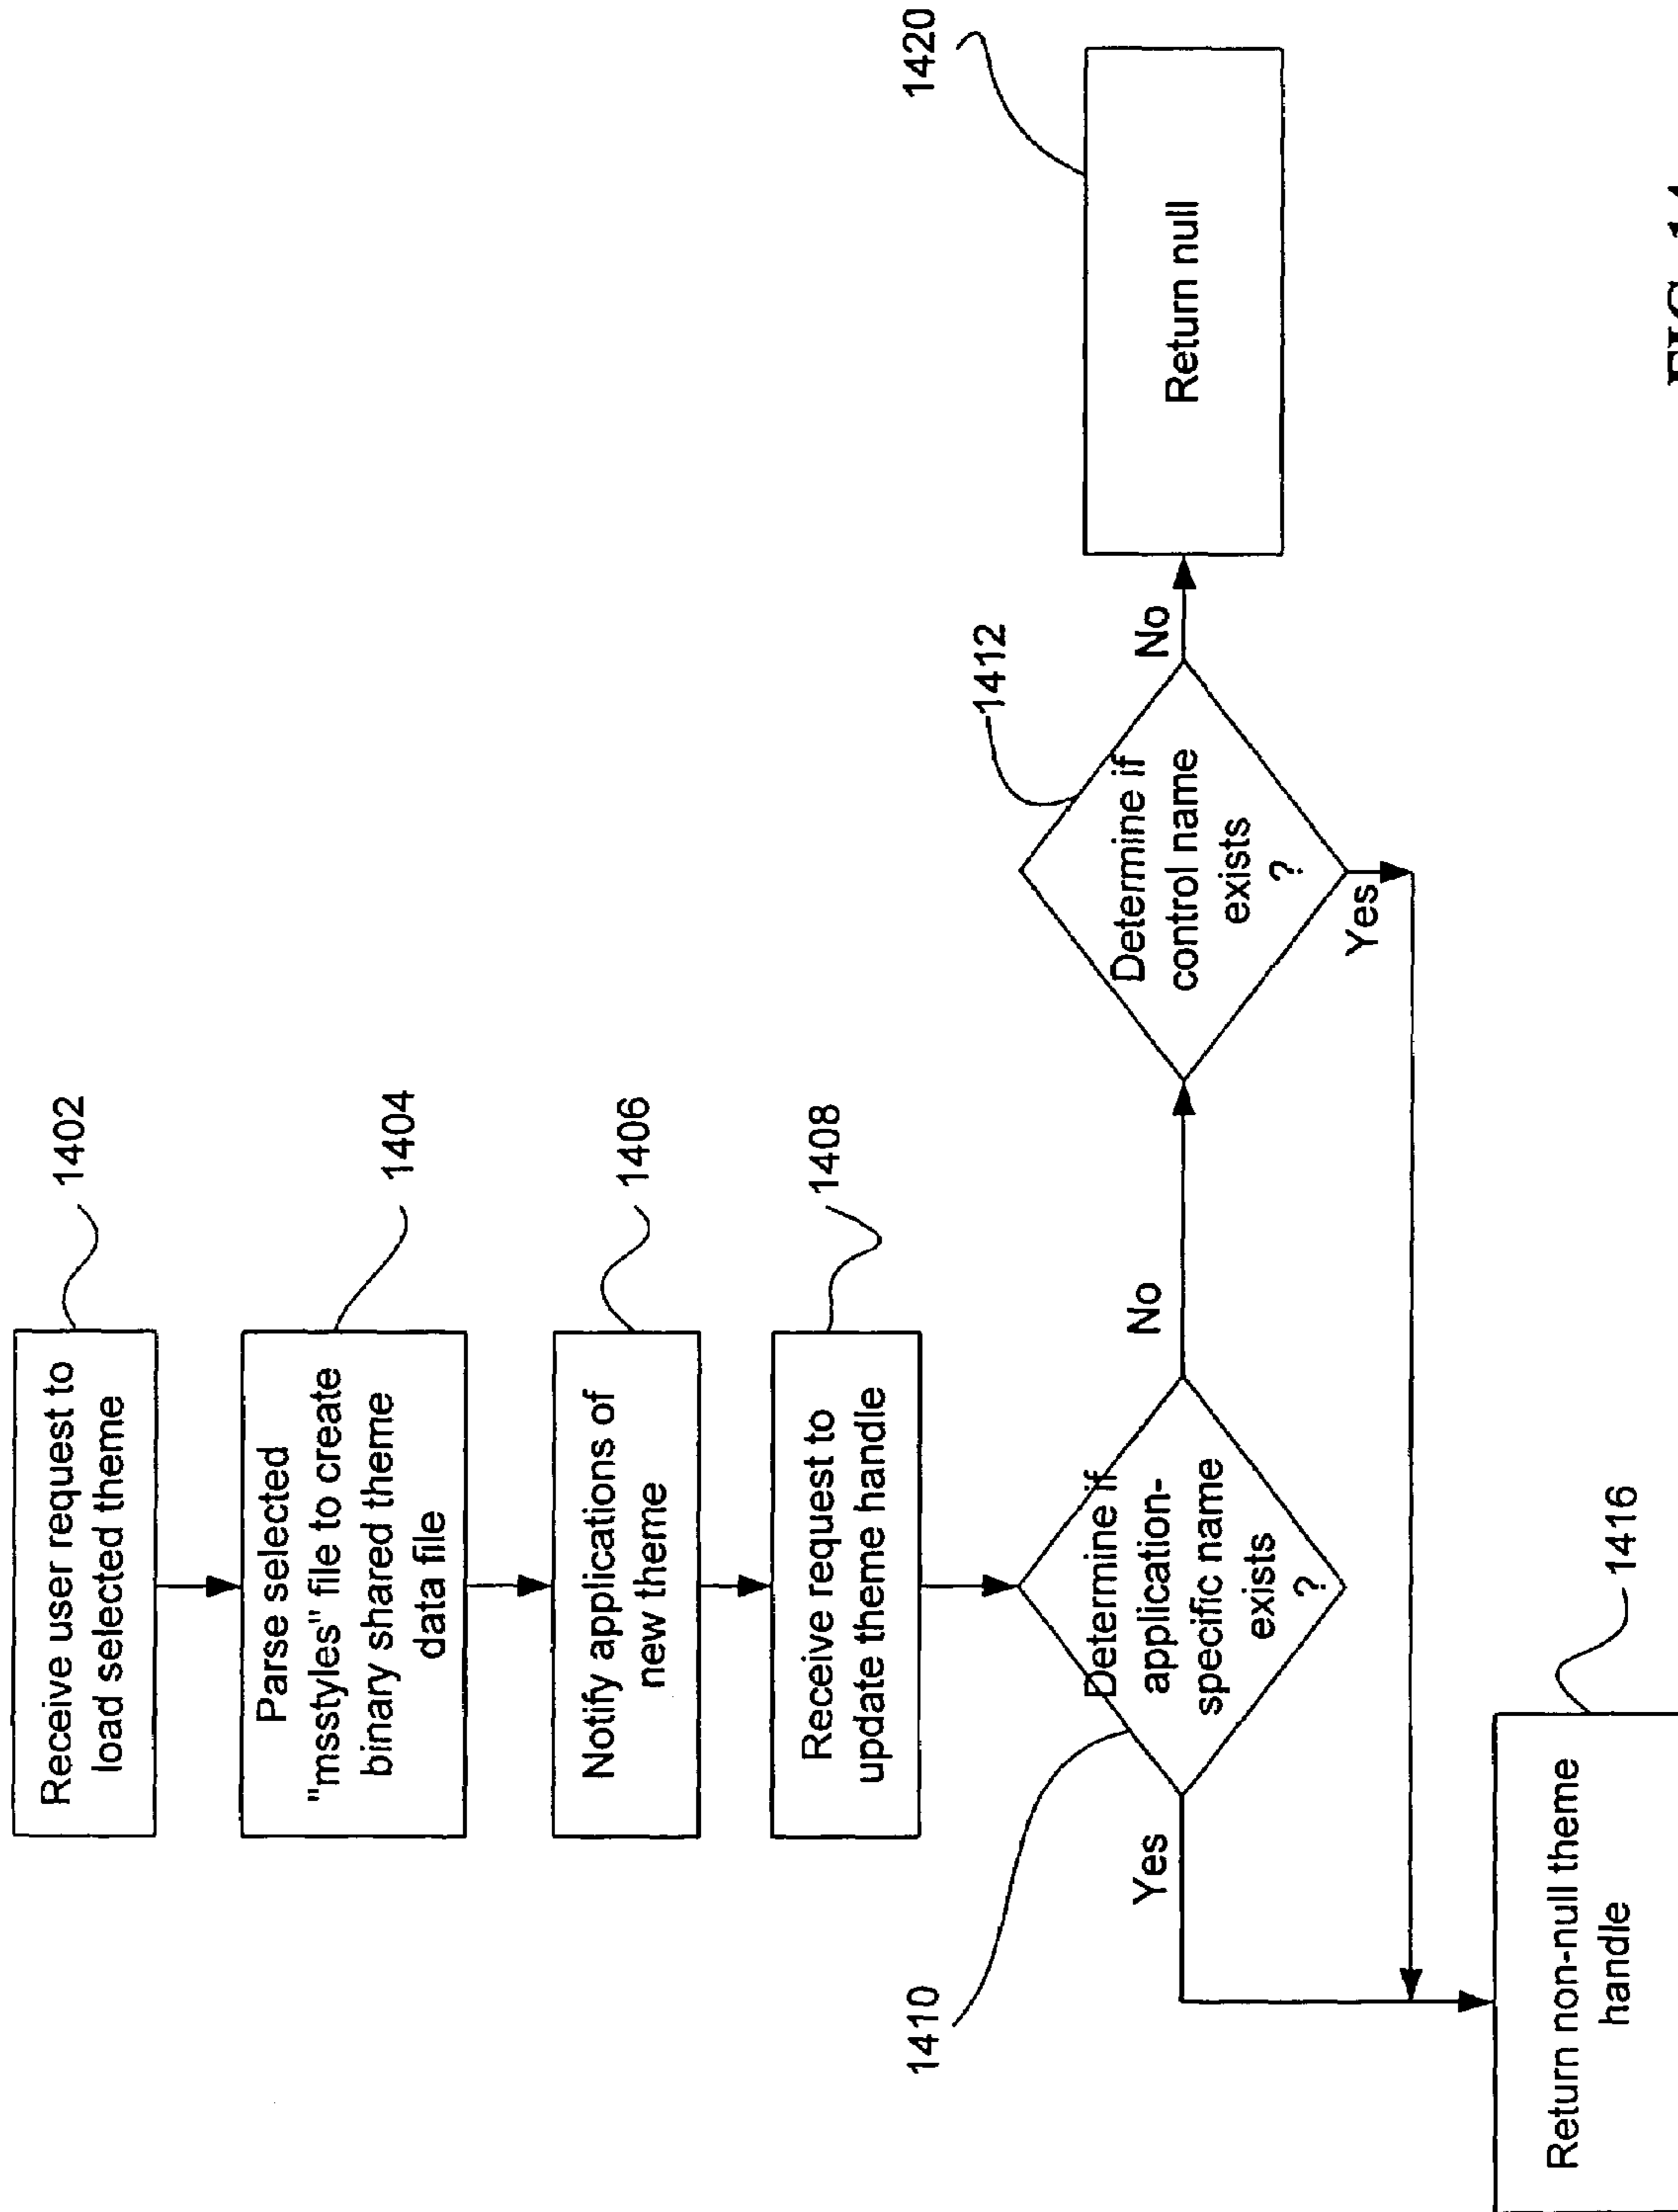 Receive user request to
load selected theme
1402
Parse selected
"msstyles" file to create
binary shared theme
data file
1404
Notify applications of
new theme
1406
Receive request to
update theme handle
1408
Determine if
application-
specific name
exists
?
1410
Yes
No
Determine if
control name
exists
?
1412
Yes
No
Return null
1420
Return non-null theme
handle
1416